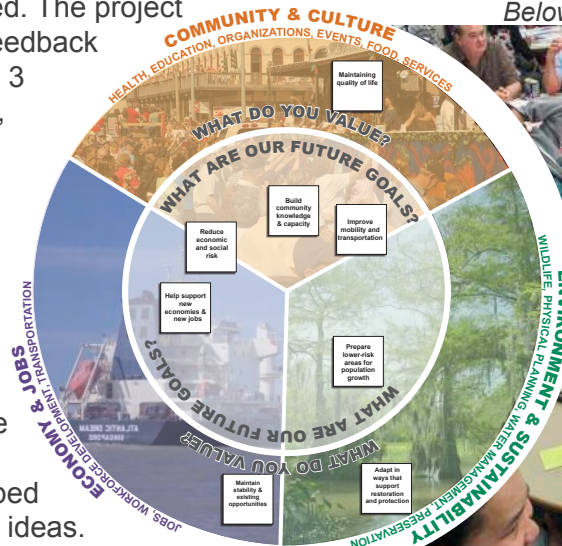 ed. The project
eedback
3
,
e
ped
ideas.
Below
COMMUNITY & CULTURE
HEALTH, EDUCATION, ORGANIZATIONS, EVENTS, FOOD, SERVICES
WHAT DO YOU VALUE?
Maintaining
quality of life
WHAT ARE OUR FUTURE GOALS?
Build
community
knowledge
& capacity
Improve
mobility and
transportation
Reduce
economic
and social
risk
Help support
new
economies &
new jobs
Prepare
lower-risk
areas for
population
growth
WHAT ARE OUR FUTURE GOALS?
WHAT DO YOU VALUE?
Maintain
stability &
existing
opportunities
Adapt in
ways that
support
restoration
and protection
ECONOMY & JOBS
JOBS, WORKFORCE DEVELOPMENT, TRANSPORTATION
ENVIRONMENT & SUSTAINABILITY
WILDLIFE, PHYSICAL PLANNING, WATER MANAGEMENT, PRESERVATION
ATLANTIC DREAM
SINGAPORE